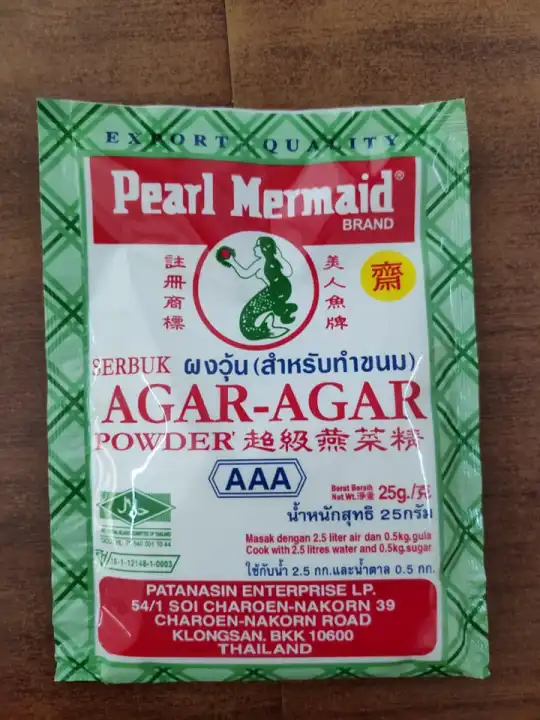 EXPORT QUALITY
Pearl Mermaid®
BRAND
註冊商標
美人魚牌
齋
SERBUK ผงวุ้น (สำหรับทำขนม)
AGAR-AGAR
POWDER 超級燕菜精
AAA
Berat Bersih
Net Wt. 淨重 25g./克
น้ำหนักสุทธิ 25กรัม
Masak dengan 2.5 liter air dan 0.5kg.gula
Cook with 2.5 litres water and 0.5kg.sugar
ใช้กับน้ำ 2.5 กก.และน้ำตาล 0.5 กก.
13-1-12148-1-0003
PATANASIN ENTERPRISE LP.
54/1 SOI CHAROEN-NAKORN 39
CHAROEN-NAKORN ROAD
KLONGSAN. BKK 10600
THAILAND